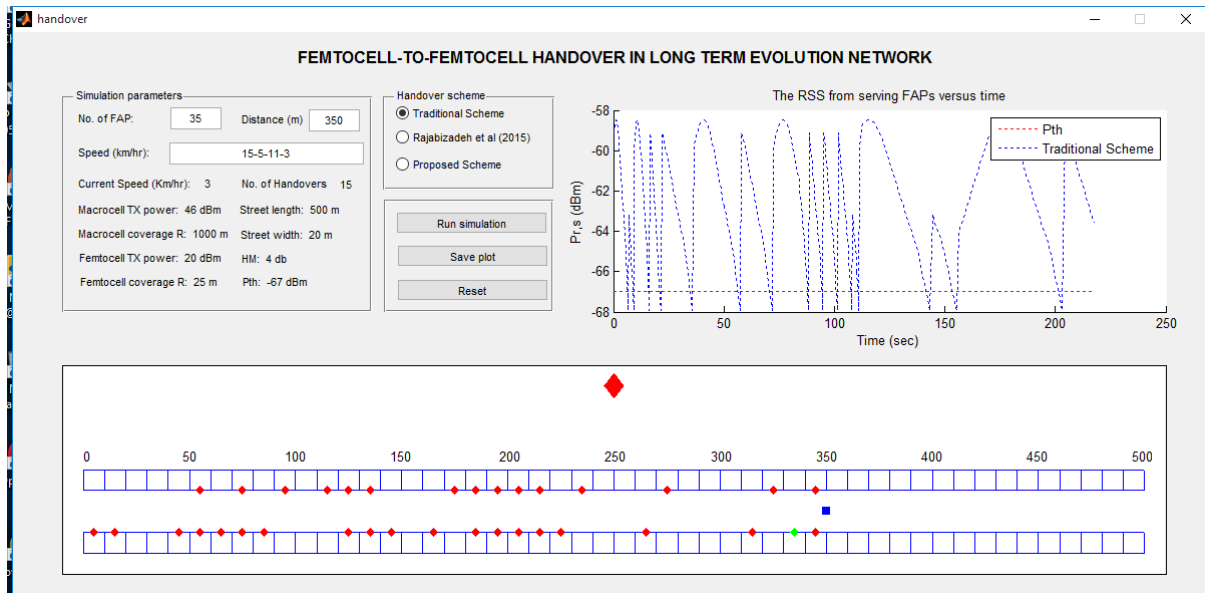 handover
FEMTOCELL-TO-FEMTOCELL HANDOVER IN LONG TERM EVOLUTION NETWORK
Simulation parameters
No. of FAP: 35 Distance (m) 350
Speed (km/hr): 15-5-11-3
Current Speed (Km/hr): 3 No. of Handovers 15
Macrocell TX power: 46 dBm Street length: 500 m
Macrocell coverage R: 1000 m Street width: 20 m
Femtocell TX power: 20 dBm HM: 4 db
Femtocell coverage R: 25 m Pth: -67 dBm
Handover scheme
Traditional Scheme
Rajabizadeh et al (2015)
Proposed Scheme
Run simulation
Save plot
Reset
The RSS from serving FAPs versus time
Pth
Traditional Scheme
Pr,s (dBm)
-58
-60
-62
-64
-66
-68
0 50 100 150 200 250
Time (sec)
0 50 100 150 200 250 300 350 400 450 500